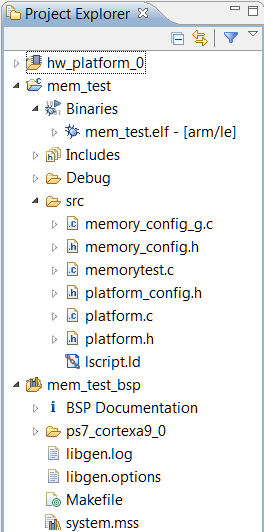 Project Explorer
hw_platform_0
mem_test
Binaries
mem_test.elf - [arm/le]
Includes
Debug
src
memory_config_g.c
memory_config.h
memorytest.c
platform_config.h
platform.c
platform.h
lscript.ld
mem_test_bsp
BSP Documentation
ps7_cortexa9_0
libgen.log
libgen.options
Makefile
system.mss